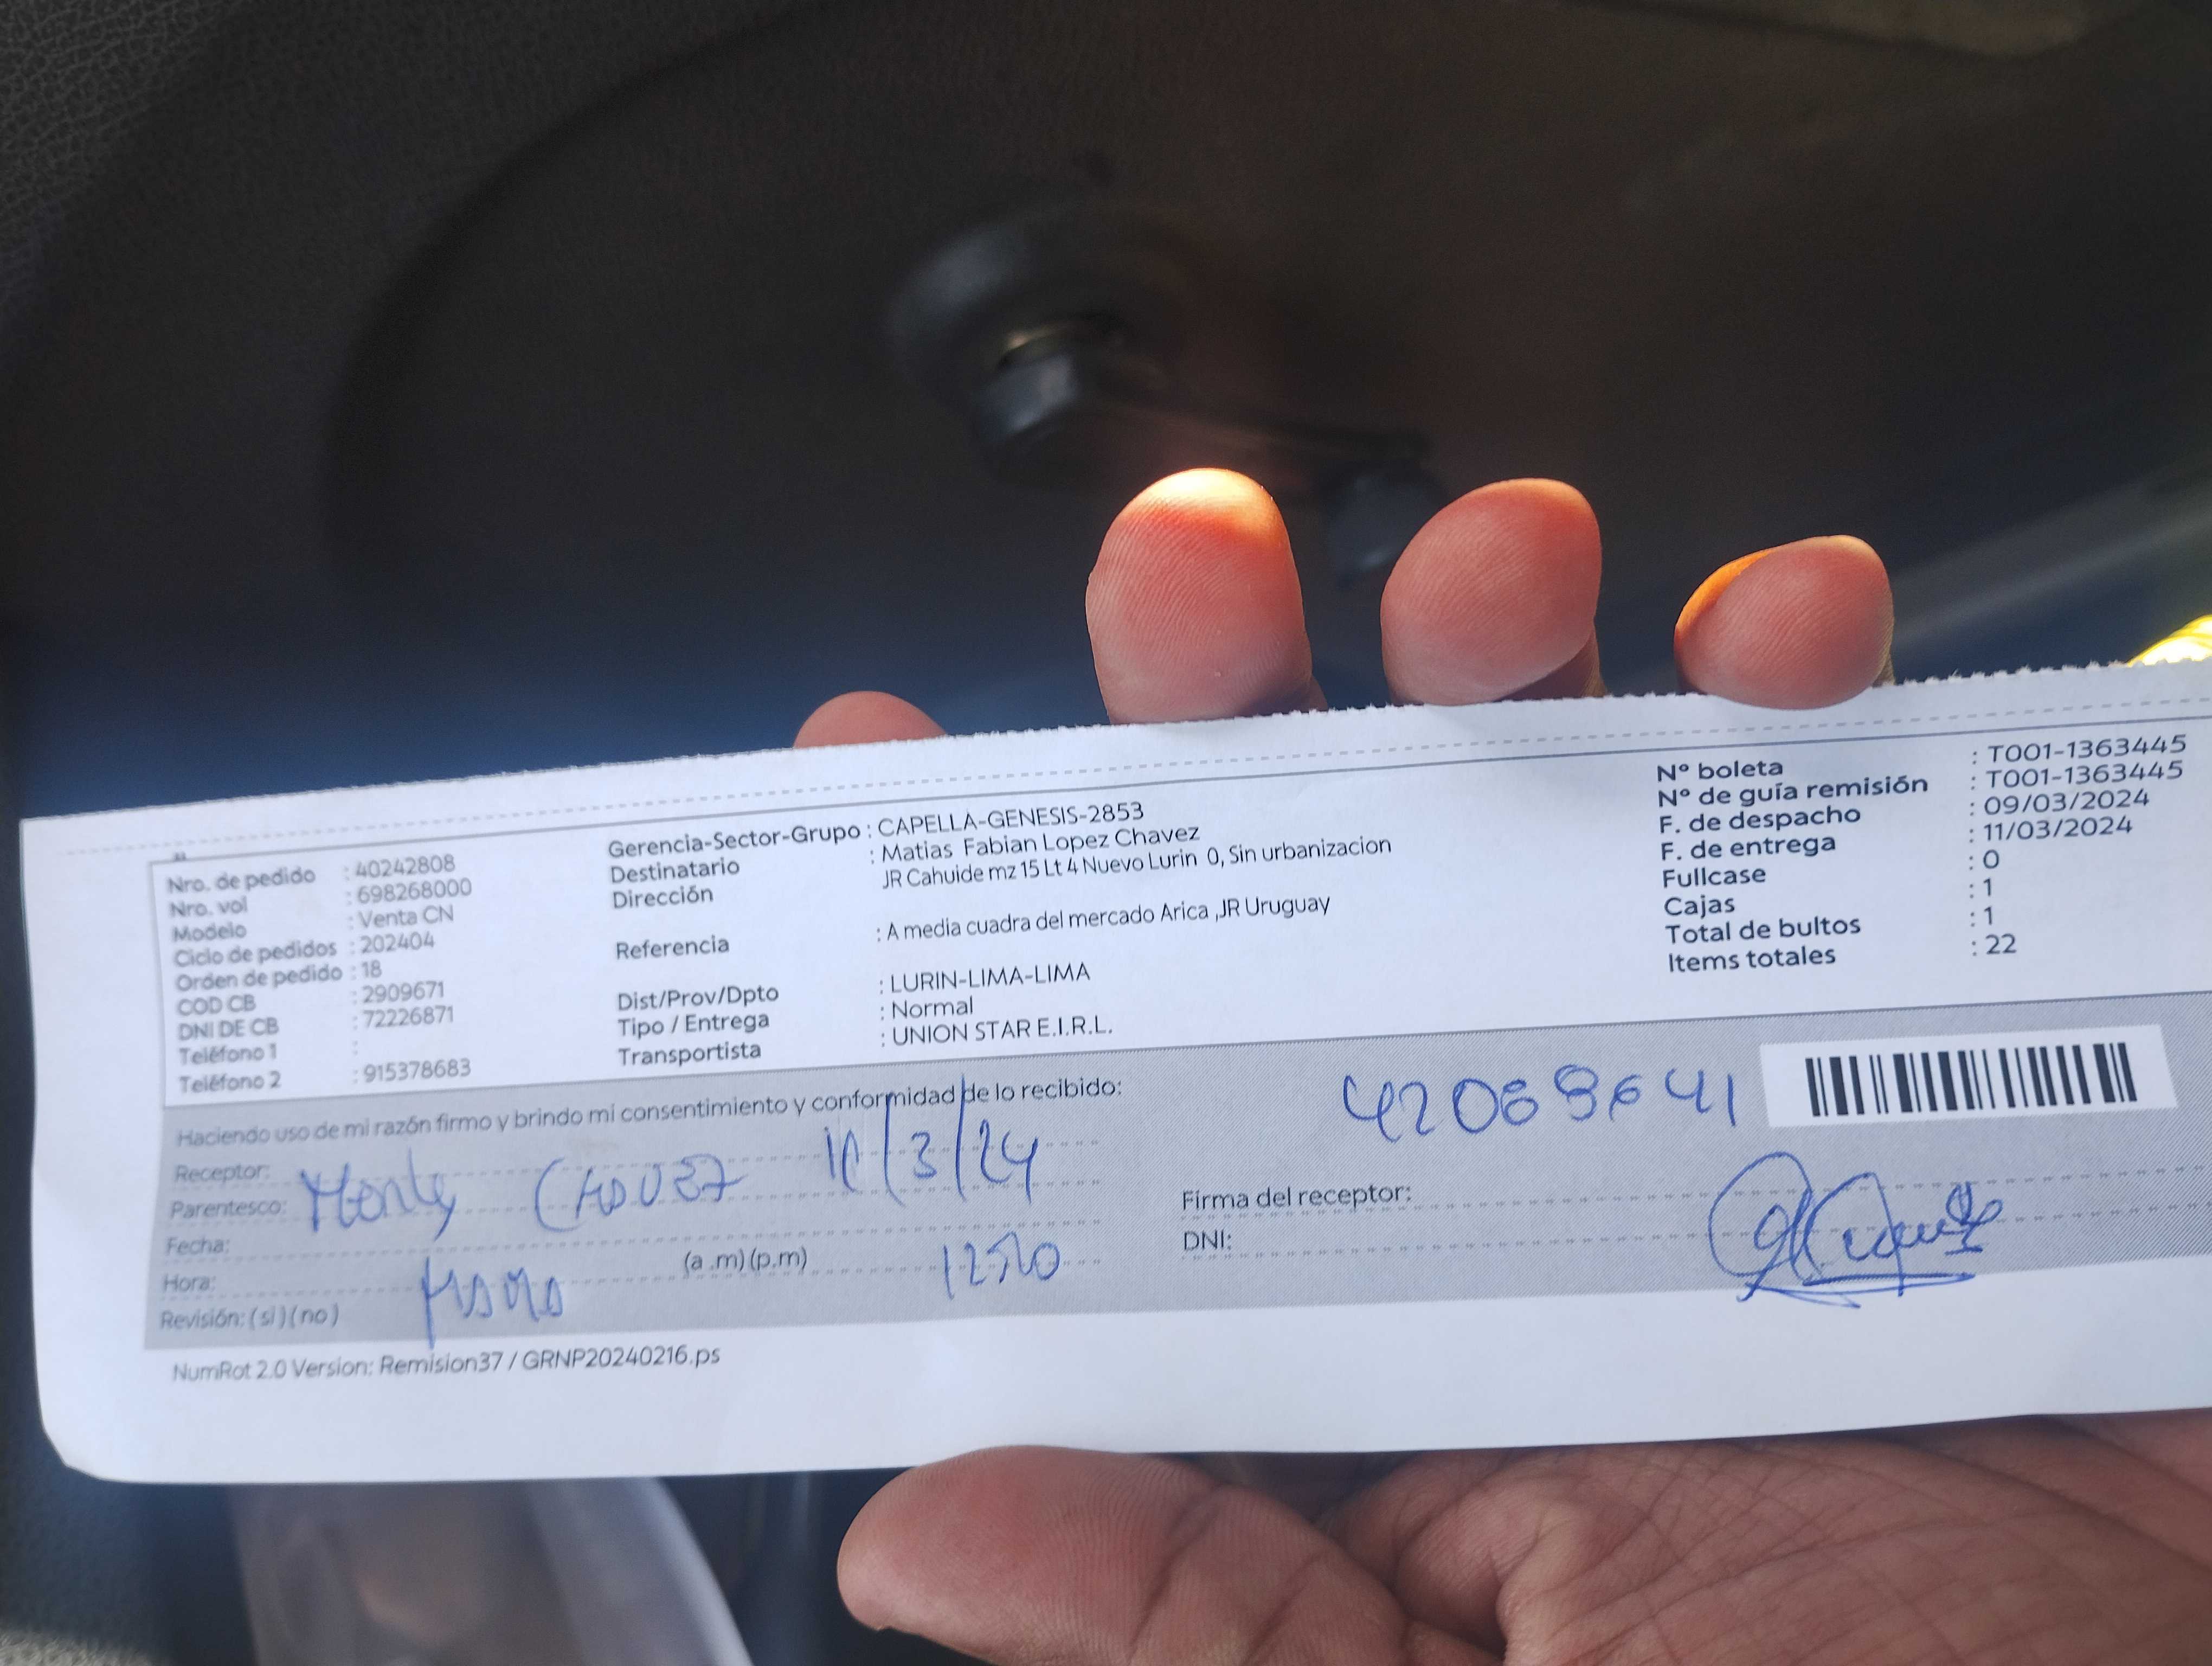 Nro. de pedido : 40242808
Nro. vol : 698268000
Modelo : Venta CN
Ciclo de pedidos : 202404
Orden de pedido : 18
COD CB : 2909671
DNI DE CB : 72226871
Teléfono 1 :
Teléfono 2 : 915378683
Gerencia-Sector-Grupo : CAPELLA-GENESIS-2853
Destinatario : Matias Fabian Lopez Chavez
Dirección JR Cahuide mz 15 Lt 4 Nuevo Lurin 0, Sin urbanizacion
Referencia : A media cuadra del mercado Arica ,JR Uruguay
Dist/Prov/Dpto : LURIN-LIMA-LIMA
Tipo / Entrega : Normal
Transportista : UNION STAR E.I.R.L.
N° boleta : T001-1363445
N° de guía remisión : T001-1363445
F. de despacho : 09/03/2024
F. de entrega : 11/03/2024
Fullcase : 0
Cajas : 1
Total de bultos : 1
Items totales : 22
Haciendo uso de mi razón firmo y brindo mi consentimiento y conformidad de lo recibido:
Receptor:
Parentesco: CHAVEZ /3/24
Fecha:
Hora: (a .m) (p.m)
Revisión: ( si ) ( no )
Firma del receptor:
DNI:
NumRot 2.0 Version: Remision37 / GRNP20240216.ps